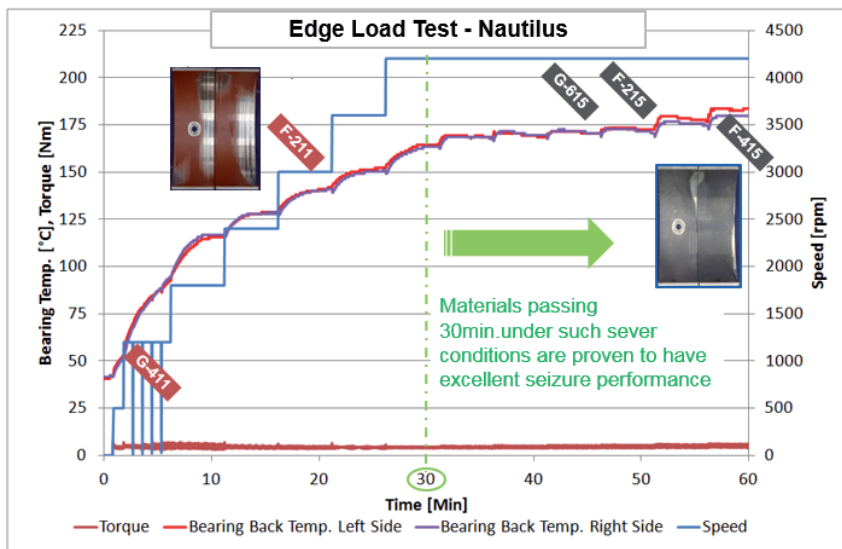 Edge Load Test - Nautilus
Bearing Temp. [°C], Torque [Nm]
225
200
175
150
125
100
75
50
25
0
4500
4000
3500
3000
2500
2000
1500
1000
500
0
Speed (rpm)
G-411
F-211
G-615
F-215
F-415
Materials passing
30min.under such sever
conditions are proven to have
excellent seizure performance
0
10
20
30
40
50
60
Time [Min]
Torque
Bearing Back Temp. Left Side
Bearing Back Temp. Right Side
Speed